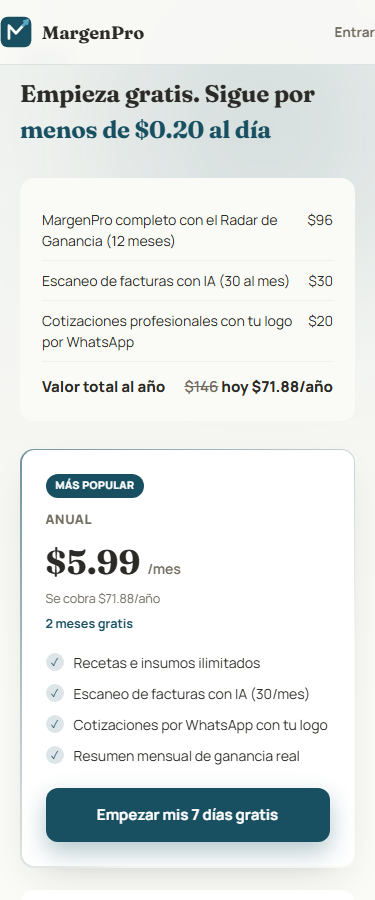 MargenPro
Entrar
Empieza gratis. Sigue por
menos de $0.20 al día
MargenPro completo con el Radar de $96
Ganancia (12 meses)
Escaneo de facturas con IA (30 al mes) $30
Cotizaciones profesionales con tu logo $20
por WhatsApp
Valor total al año $146 hoy $71.88/año
MÁS POPULAR
ANUAL
$5.99 /mes
Se cobra $71.88/año
2 meses gratis
✓ Recetas e insumos ilimitados
✓ Escaneo de facturas con IA (30/mes)
✓ Cotizaciones por WhatsApp con tu logo
✓ Resumen mensual de ganancia real
Empezar mis 7 días gratis